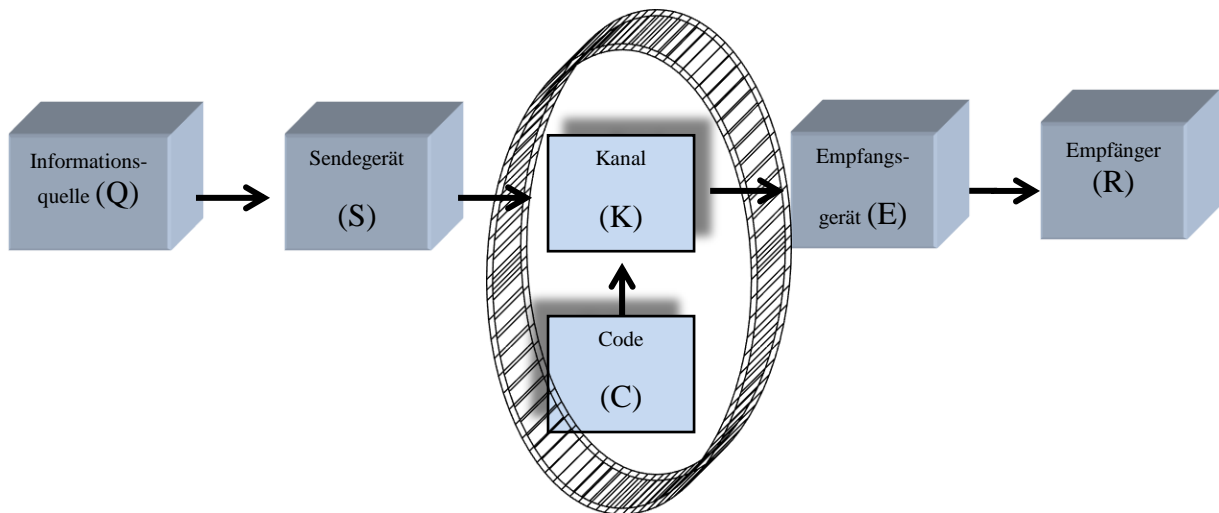 Informations-
quelle (Q)
Sendegerät
(S)
Kanal
(K)
Code
(C)
Empfangs-
gerät (E)
Empfänger
(R)